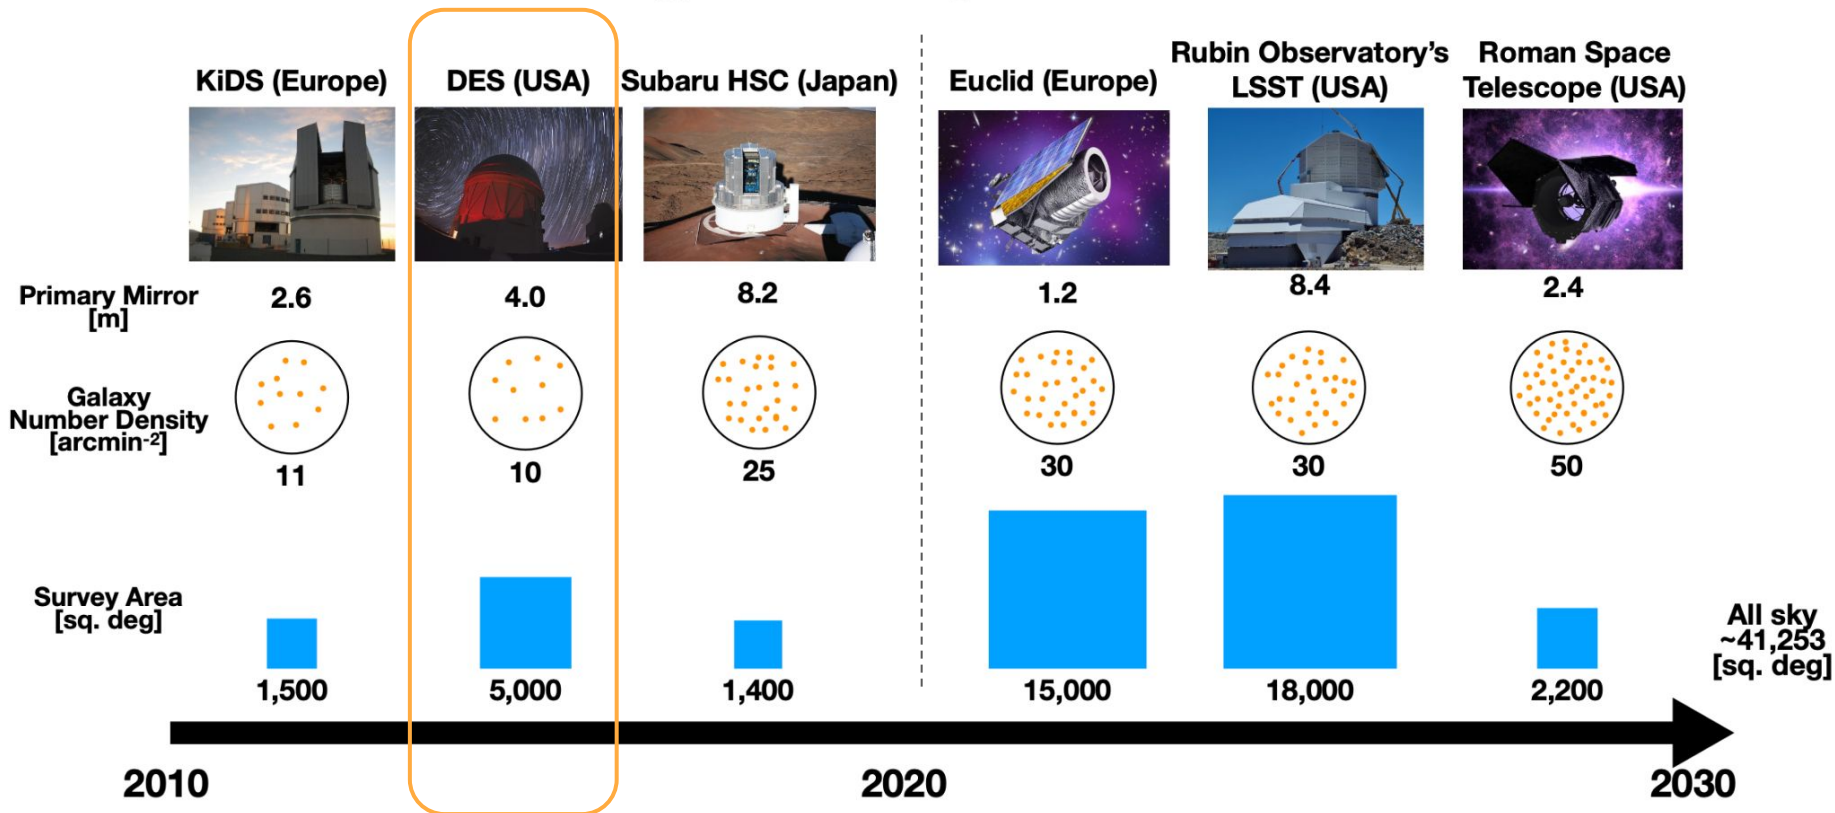 KiDS (Europe)
DES (USA)
Subaru HSC (Japan)
Euclid (Europe)
Rubin Observatory's
LSST (USA)
Roman Space
Telescope (USA)
Primary Mirror
[m]
2.6
4.0
8.2
1.2
8.4
2.4
Galaxy
Number Density
[arcmin-2]
11
10
25
30
30
50
Survey Area
[sq. deg]
1,500
5,000
1,400
15,000
18,000
2,200
All sky
~41,253
[sq. deg]
2010
2020
2030